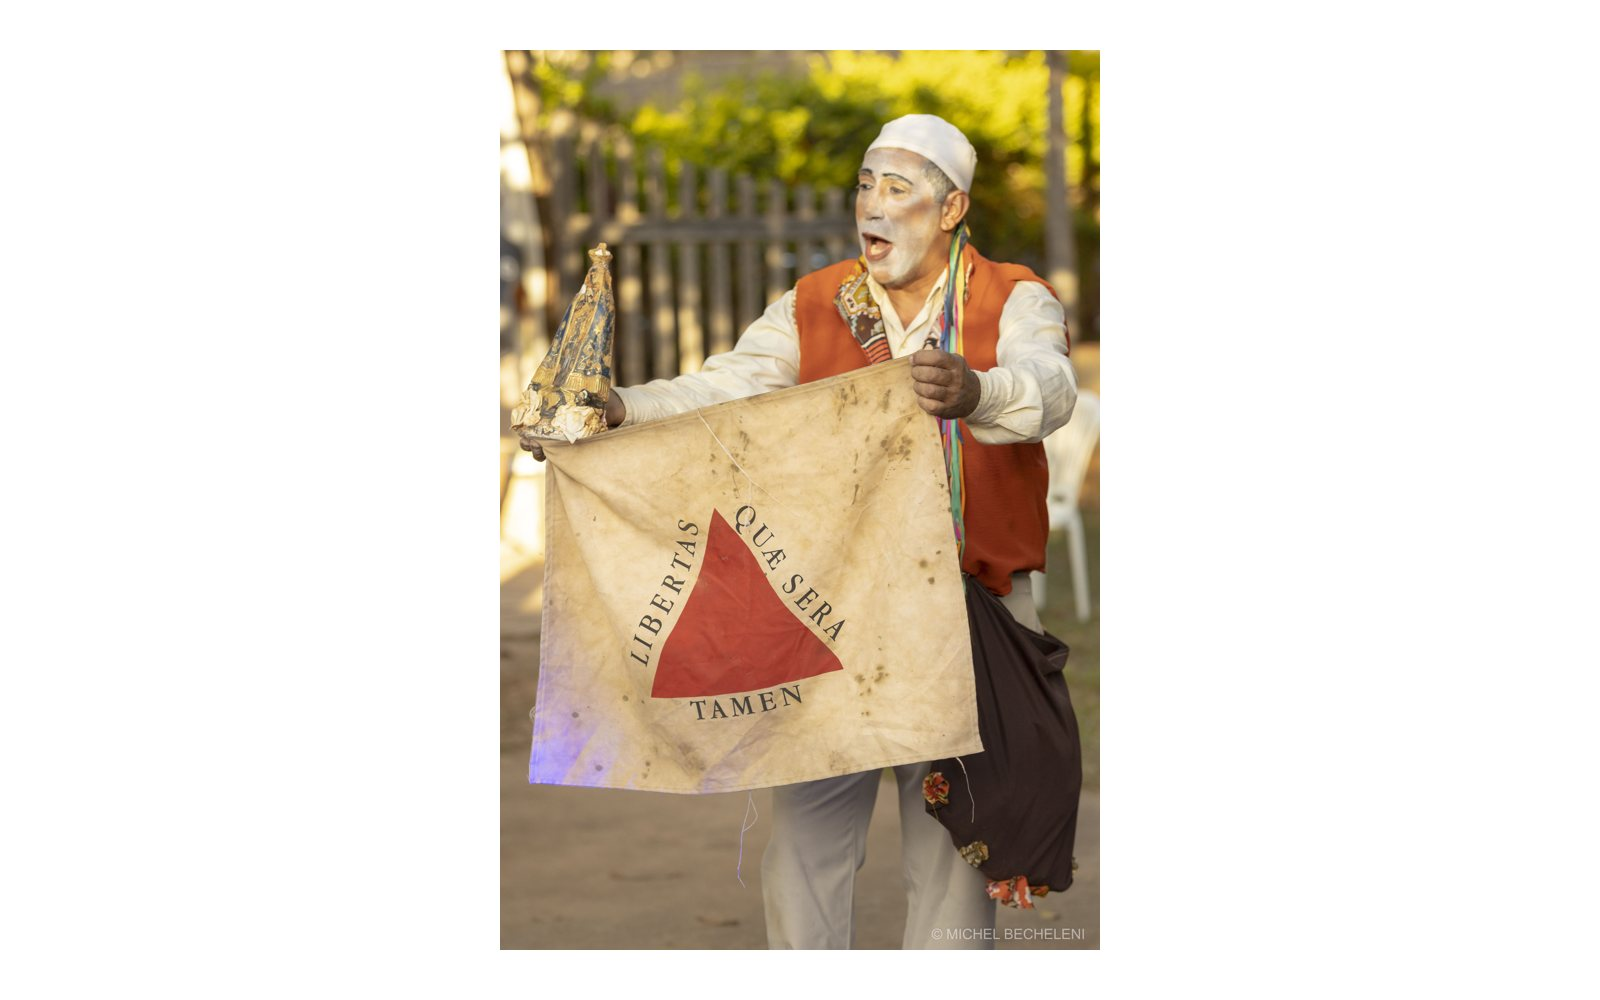 LIBERTAS
QUÆ SERA
TAMEN
© MICHEL BECHELENI